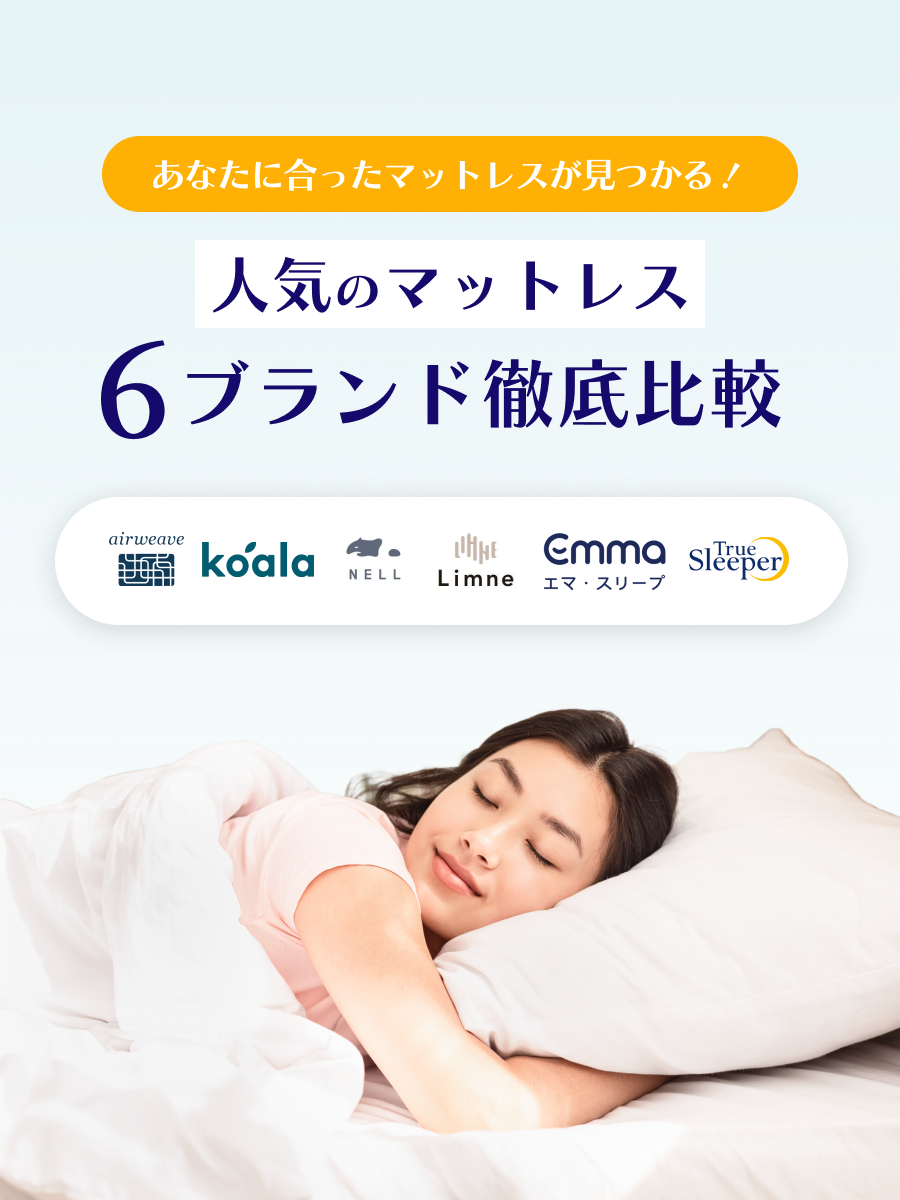 あなたに合ったマットレスが見つかる！
人気のマットレス
6ブランド徹底比較
airweave
koala
NELL
LIMNE
Limne
emma
エマ・スリープ
True
Sleeper